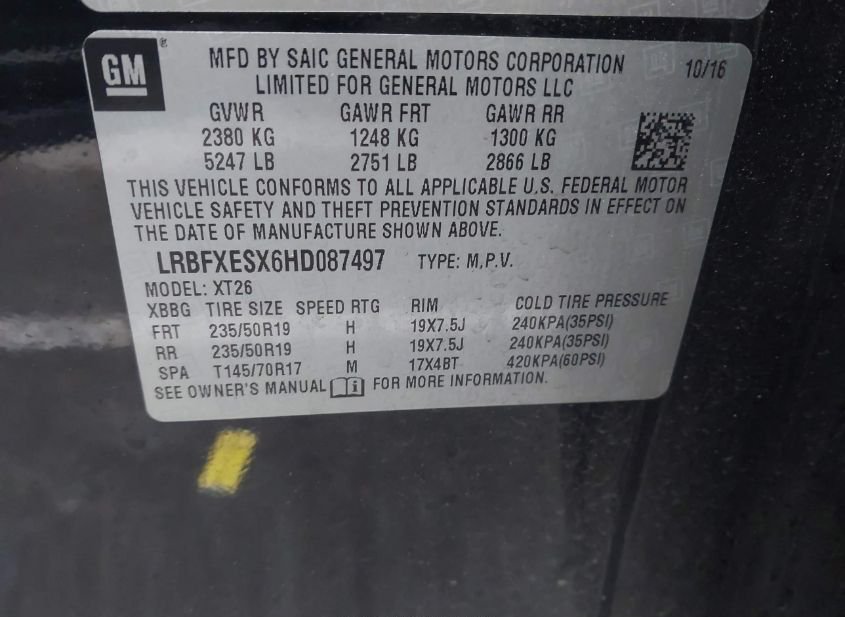 GM
MFD BY SAIC GENERAL MOTORS CORPORATION
LIMITED FOR GENERAL MOTORS LLC
10/16
GVWR GAWR FRT GAWR RR
2380 KG 1248 KG 1300 KG
5247 LB 2751 LB 2866 LB
THIS VEHICLE CONFORMS TO ALL APPLICABLE U.S. FEDERAL MOTOR
VEHICLE SAFETY AND THEFT PREVENTION STANDARDS IN EFFECT ON
THE DATE OF MANUFACTURE SHOWN ABOVE.
LRBFXESX6HD087497 TYPE: M.P.V.
MODEL: XT26
XBBG TIRE SIZE SPEED RTG RIM COLD TIRE PRESSURE
FRT 235/50R19 H 19X7.5J 240KPA(35PSI)
RR 235/50R19 H 19X7.5J 240KPA(35PSI)
SPA T145/70R17 M 17X4BT 420KPA(60PSI)
SEE OWNER'S MANUAL i FOR MORE INFORMATION.